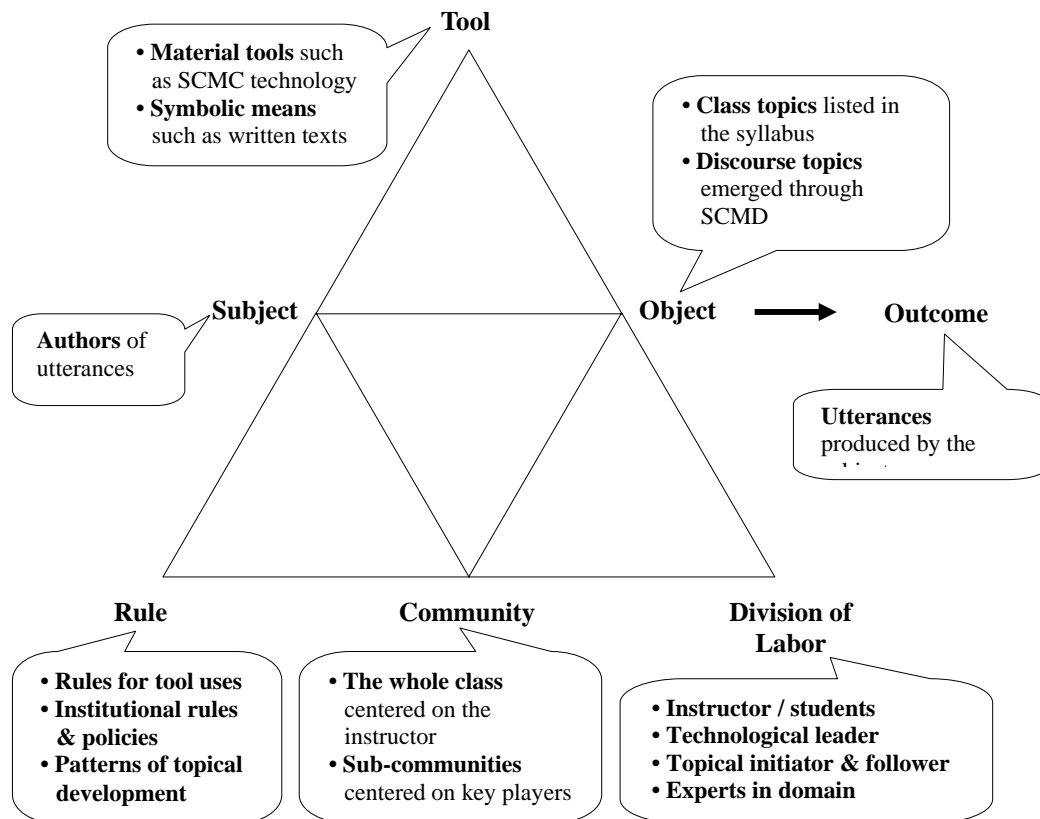 Tool
• Material tools such
as SCMC technology
• Symbolic means
such as written texts
• Class topics listed in
the syllabus
• Discourse topics
emerged through
SCMD
Subject
Object
Outcome
Authors of
utterances
Utterances
produced by the
Rule
Community
Division of
Labor
• Rules for tool uses
• Institutional rules
& policies
• Patterns of topical
development
• The whole class
centered on the
instructor
• Sub-communities
centered on key players
• Instructor / students
• Technological leader
• Topical initiator & follower
• Experts in domain